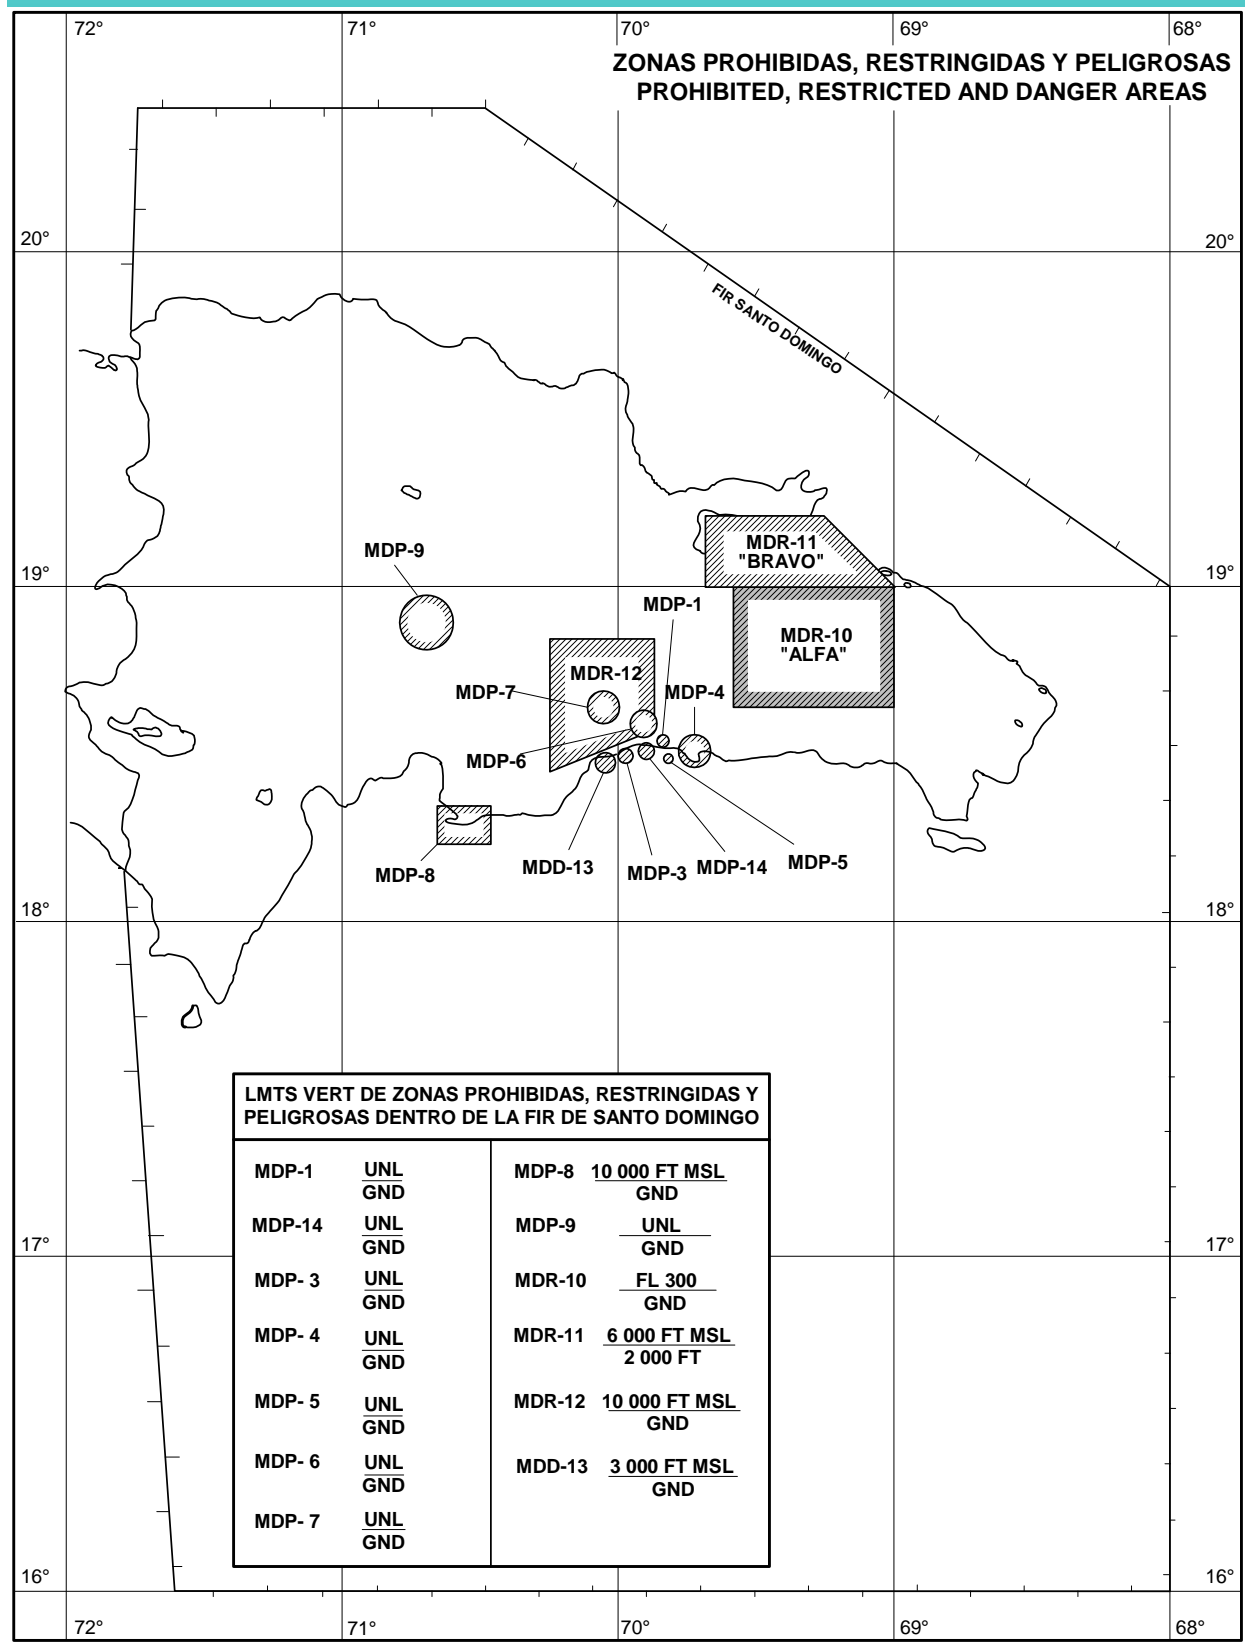 72°
71°
70°
69°
68°
ZONAS PROHIBIDAS, RESTRINGIDAS Y PELIGROSAS
PROHIBITED, RESTRICTED AND DANGER AREAS
20°
20°
FIR SANTO DOMINGO
MDR-11
"BRAVO"
MDP-9
19°
19°
MDP-1
MDR-10
"ALFA"
MDR-12
MDP-7
MDP-4
MDP-6
MDP-8
MDD-13
MDP-3
MDP-14
MDP-5
18°
18°
LMTS VERT DE ZONAS PROHIBIDAS, RESTRINGIDAS Y
PELIGROSAS DENTRO DE LA FIR DE SANTO DOMINGO
MDP-1 UNL
GND
MDP-14 UNL
GND
MDP- 3 UNL
GND
MDP- 4 UNL
GND
MDP- 5 UNL
GND
MDP- 6 UNL
GND
MDP- 7 UNL
GND
MDP-8 10 000 FT MSL
GND
MDP-9 UNL
GND
MDR-10 FL 300
GND
MDR-11 6 000 FT MSL
2 000 FT
MDR-12 10 000 FT MSL
GND
MDD-13 3 000 FT MSL
GND
17°
17°
16°
16°
72°
71°
70°
69°
68°